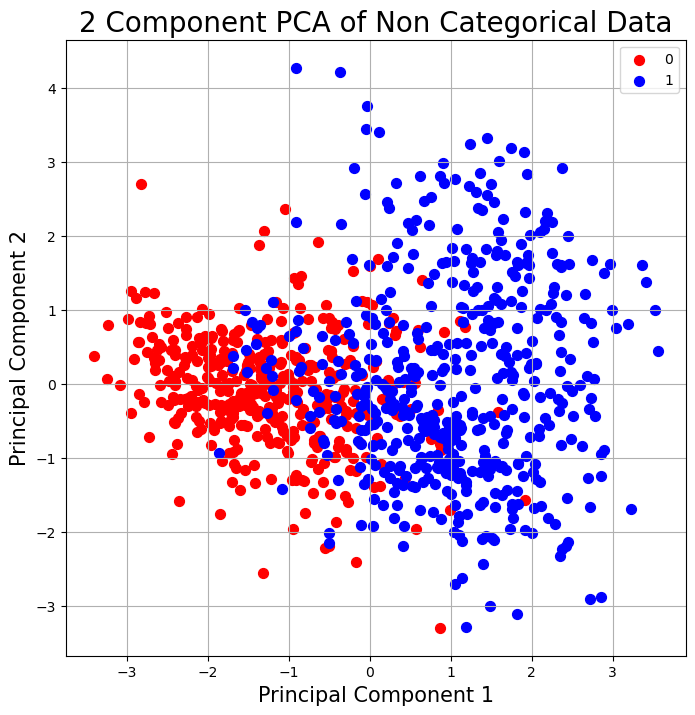 2 Component PCA of Non Categorical Data
0
1
4
3
2
1
0
−1
−2
−3
Principal Component 2
−3 −2 −1 0 1 2 3
Principal Component 1